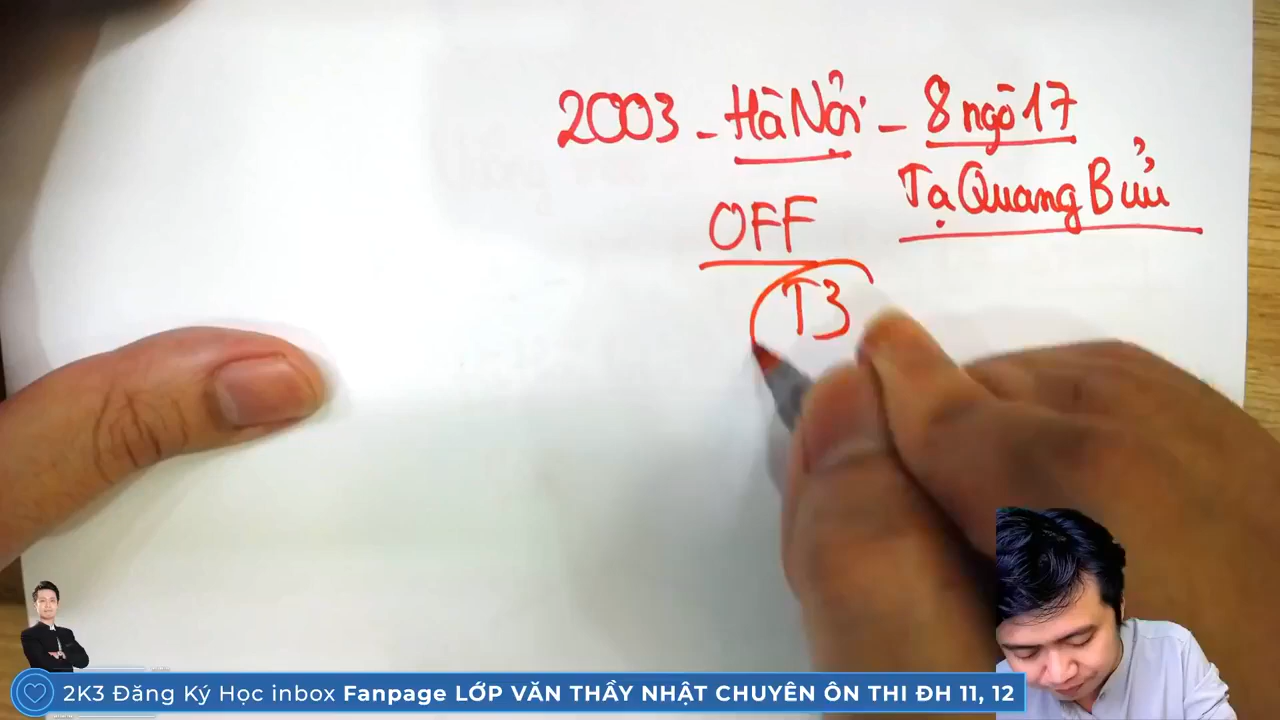 2003 - Hà Nội - 8 ngõ 17
Tạ Quang Bửu
OFF
T3
2K3 Đăng Ký Học inbox Fanpage LỚP VĂN THẦY NHẬT CHUYÊN ÔN THI ĐH 11, 12